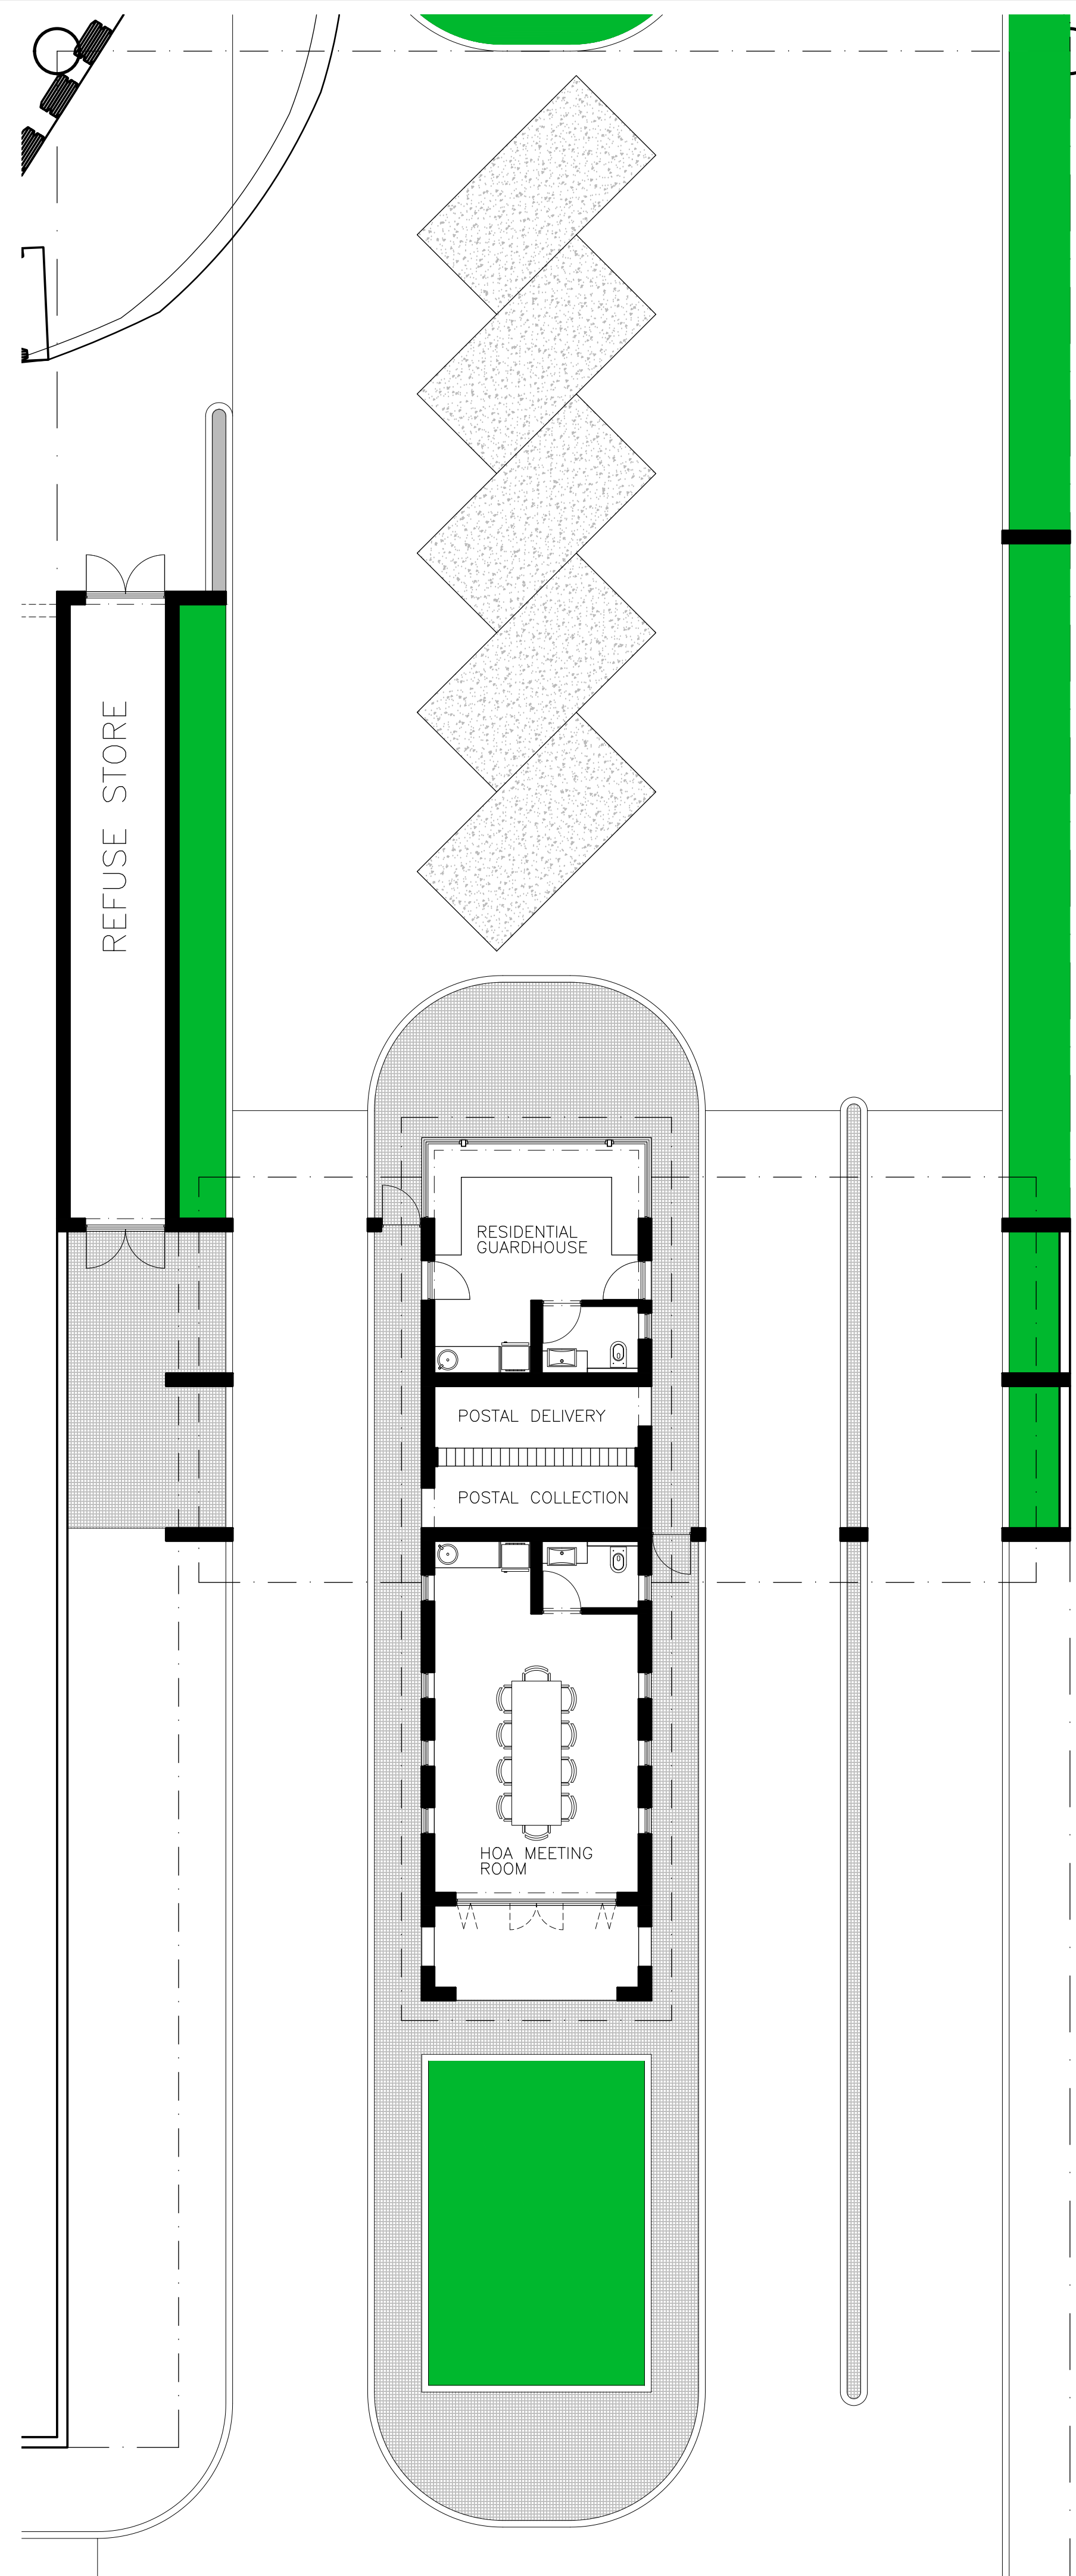 REFUSE STORE
RESIDENTIAL
GUARDHOUSE
POSTAL DELIVERY
POSTAL COLLECTION
HOA MEETING
ROOM